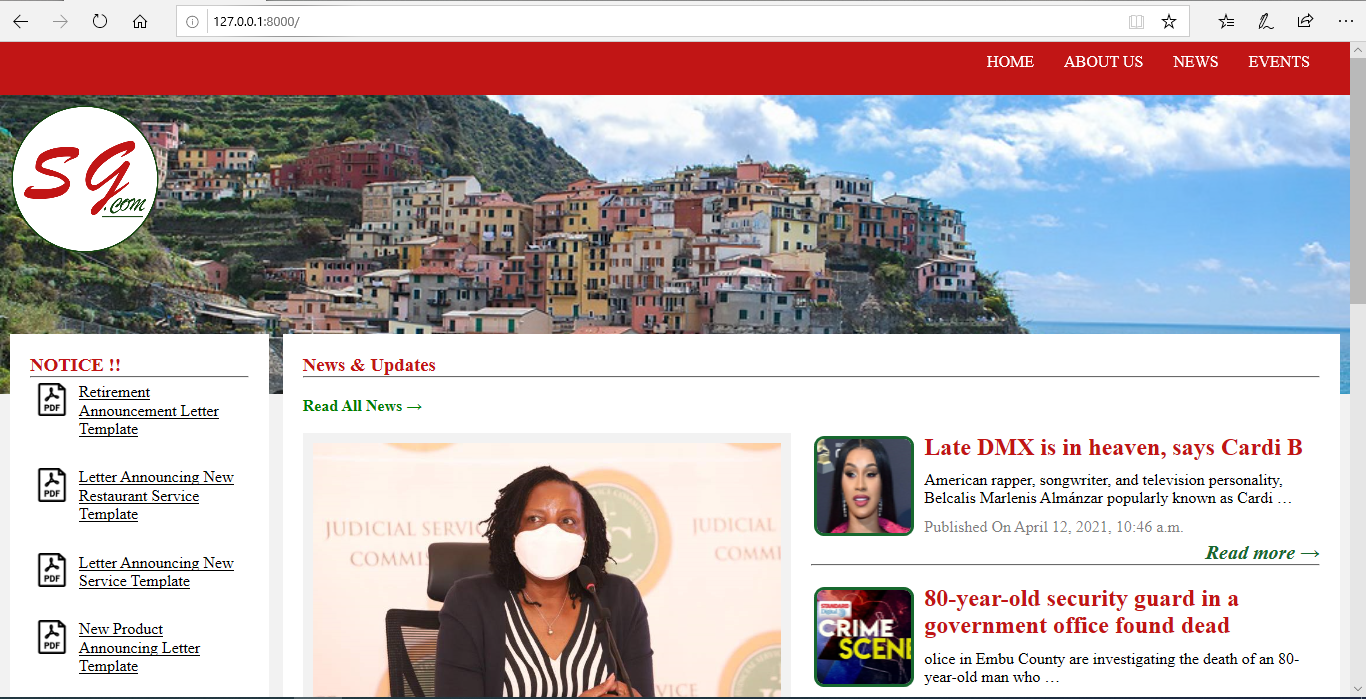 127.0.0.1:8000/
HOME ABOUT US NEWS EVENTS
SG
.com
NOTICE !!
PDF
Retirement
Announcement Letter
Template
PDF
Letter Announcing New
Restaurant Service
Template
PDF
Letter Announcing New
Service Template
PDF
New Product
Announcing Letter
Template
News & Updates
Read All News →
JUDICIAL SERVIC
COMMISS
JUDICIAL
COMMI
SERVICE
Late DMX is in heaven, says Cardi B
American rapper, songwriter, and television personality,
Belcalis Marlenis Almánzar popularly known as Cardi …
Published On April 12, 2021, 10:46 a.m.
Read more →
STANDARD
Digital
CRIME
SCENE
80-year-old security guard in a
government office found dead
olice in Embu County are investigating the death of an 80-
year-old man who …